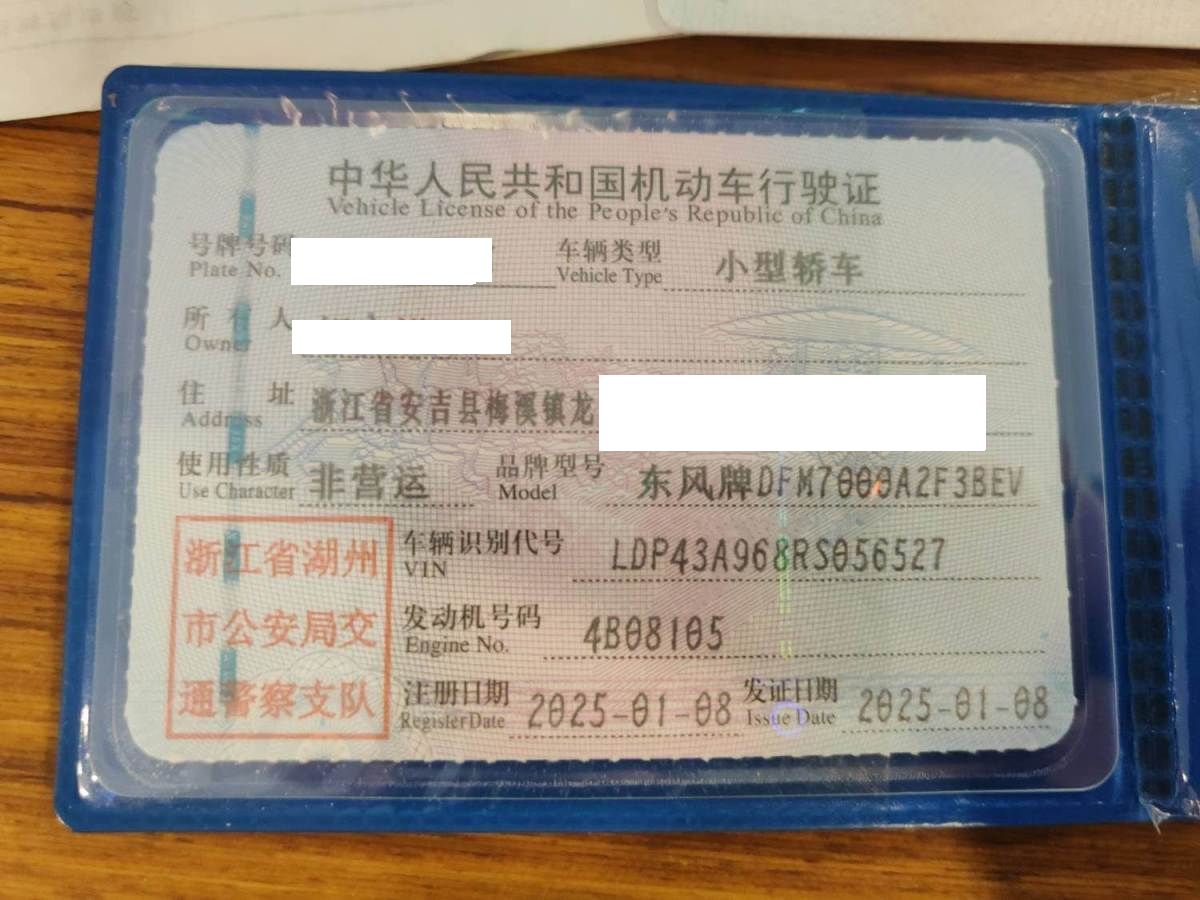 中华人民共和国机动车行驶证
Vehicle License of the People's Republic of China
号牌号码 车辆类型 小型轿车
Plate No. Vehicle Type
所有人
Owner
住址 浙江省安吉县梅溪镇龙
Address
使用性质 非营运 品牌型号 东风牌DFM7000A2F3BEV
Use Character Model
浙江省湖州
市公安局交
通警察支队
车辆识别代号 LDP43A968RS056527
VIN
发动机号码 4B08105
Engine No.
注册日期 2025-01-08 发证日期 2025-01-08
Register Date Issue Date